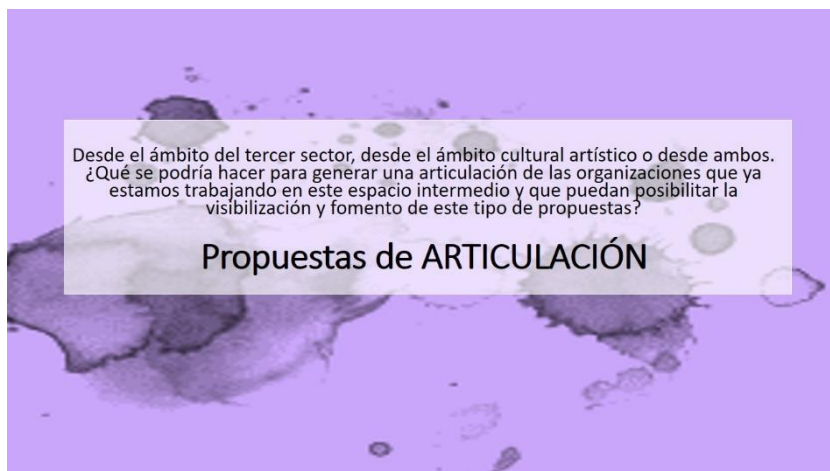 Desde el ámbito del tercer sector, desde el ámbito cultural artístico o desde ambos.
¿Qué se podría hacer para generar una articulación de las organizaciones que ya
estamos trabajando en este espacio intermedio y que puedan posibilitar la
visibilización y fomento de este tipo de propuestas?
Propuestas de ARTICULACIÓN